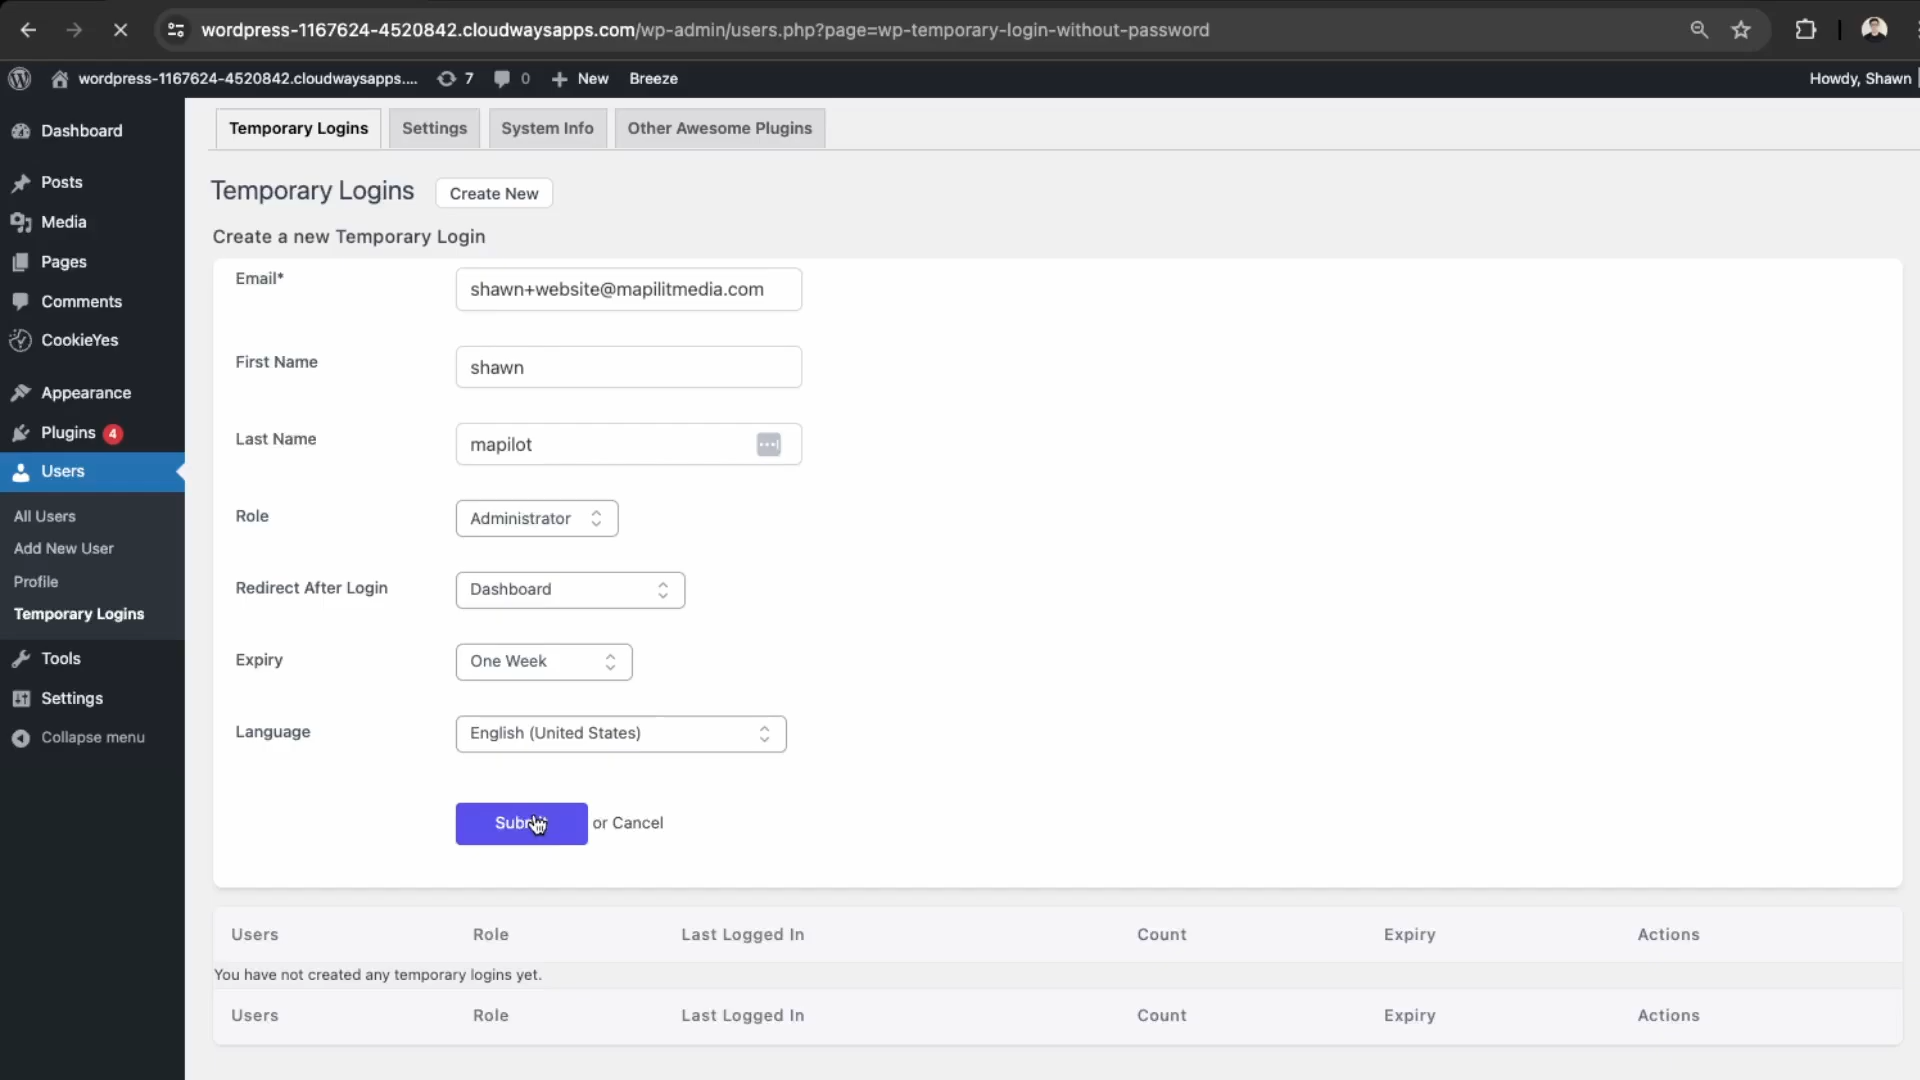 wordpress-1167624-4520842.cloudwaysapps.com/wp-admin/users.php?page=wp-temporary-login-without-password
wordpress-1167624-4520842.cloudwaysapps.... 7 0 New Breeze Howdy, Shawn
Dashboard
Posts
Media
Pages
Comments
CookieYes
Appearance
Plugins 4
Users
All Users
Add New User
Profile
Temporary Logins
Tools
Settings
Collapse menu
Temporary Logins Settings System Info Other Awesome Plugins
Temporary Logins Create New
Create a new Temporary Login
Email* shawn+website@mapilitmedia.com
First Name shawn
Last Name mapilot
Role Administrator
Redirect After Login Dashboard
Expiry One Week
Language English (United States)
Submit or Cancel
Users Role Last Logged In Count Expiry Actions
You have not created any temporary logins yet.
Users Role Last Logged In Count Expiry Actions